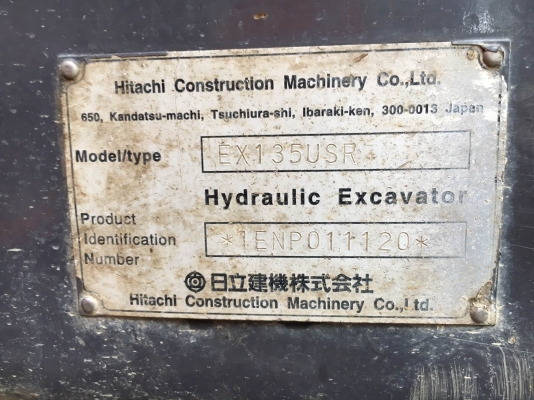 Hitachi Construction Machinery Co.,Ltd.
650, Kandatsu-machi, Tsuchiura-shi, Ibaraki-ken, 300-0013 Japan
Model/type EX135USR
Hydraulic Excavator
Product
Identification *1ENP011120*
Number
日立建機株式会社
Hitachi Construction Machinery Co.,Ltd.